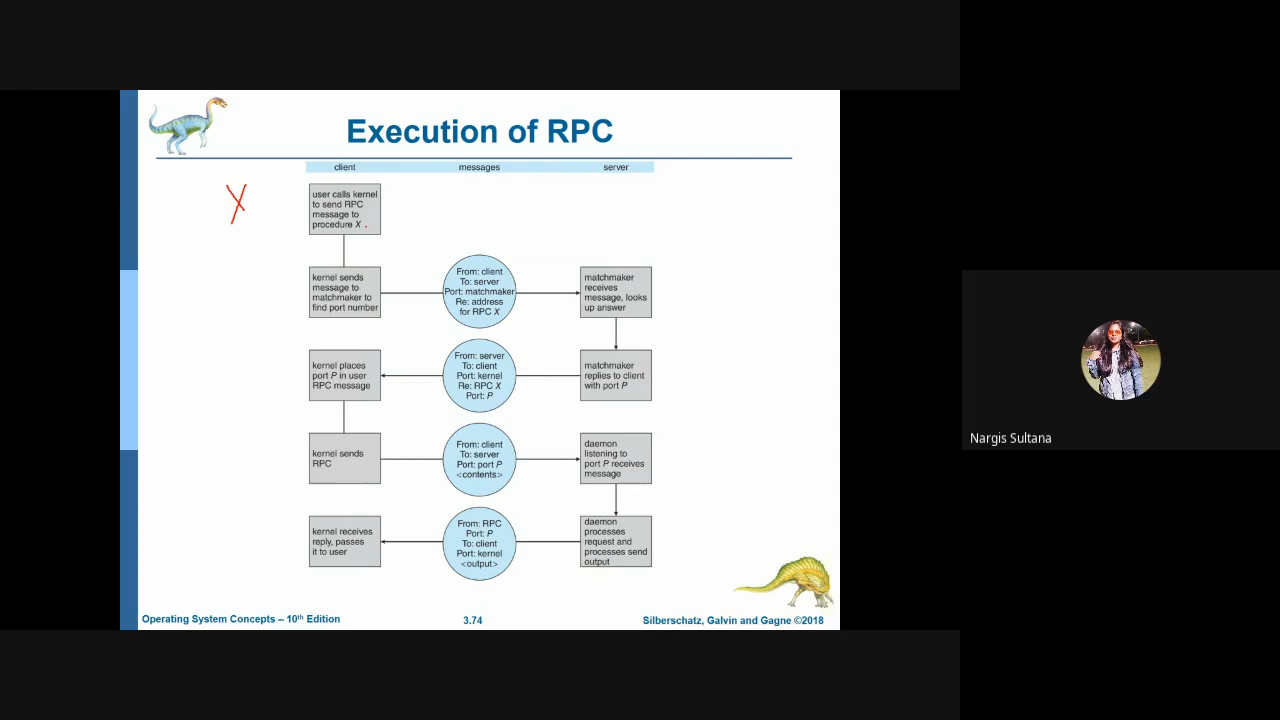 Execution of RPC
client messages server
X
user calls kernel
to send RPC
message to
procedure X
kernel sends
message to
matchmaker to
find port number
From: client
To: server
Port: matchmaker
Re: address
for RPC X
matchmaker
receives
message, looks
up answer
kernel places
port P in user
RPC message
From: server
To: client
Port: kernel
Re: RPC X
Port: P
matchmaker
replies to client
with port P
kernel sends
RPC
From: client
To: server
Port: port P
<contents>
daemon
listening to
port P receives
message
kernel receives
reply, passes
it to user
From: RPC
Port: P
To: client
Port: kernel
<output>
daemon
processes
request and
processes send
output
Nargis Sultana
Operating System Concepts – 10th Edition 3.74 Silberschatz, Galvin and Gagne ©2018